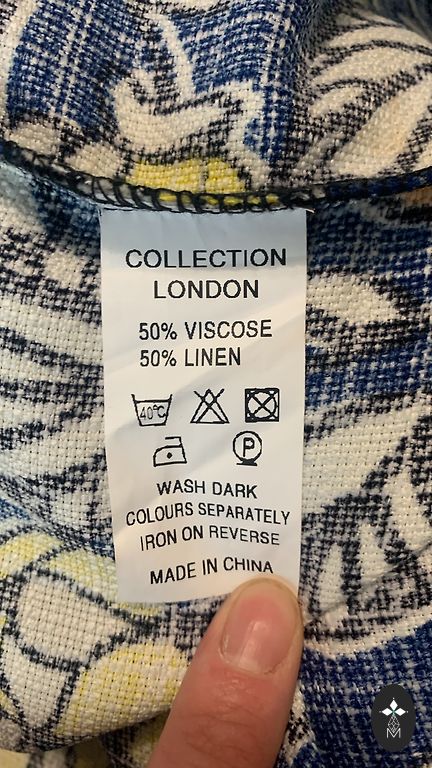 COLLECTION
LONDON
50% VISCOSE
50% LINEN
40°C
P
WASH DARK
COLOURS SEPARATELY
IRON ON REVERSE
MADE IN CHINA
M